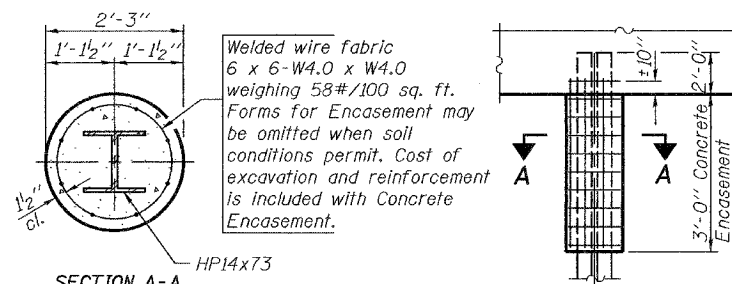 2'-3"
1'-1½" 1'-1½"
Welded wire fabric
6 x 6-W4.0 x W4.0
weighing 58#/100 sq. ft.
Forms for Encasement may
be omitted when soil
conditions permit. Cost of
excavation and reinforcement
is included with Concrete
Encasement.
1½"
cl.
HP14x73
SECTION A-A
±10"
2'-0"
A A
3'-0" Concrete
Encasement